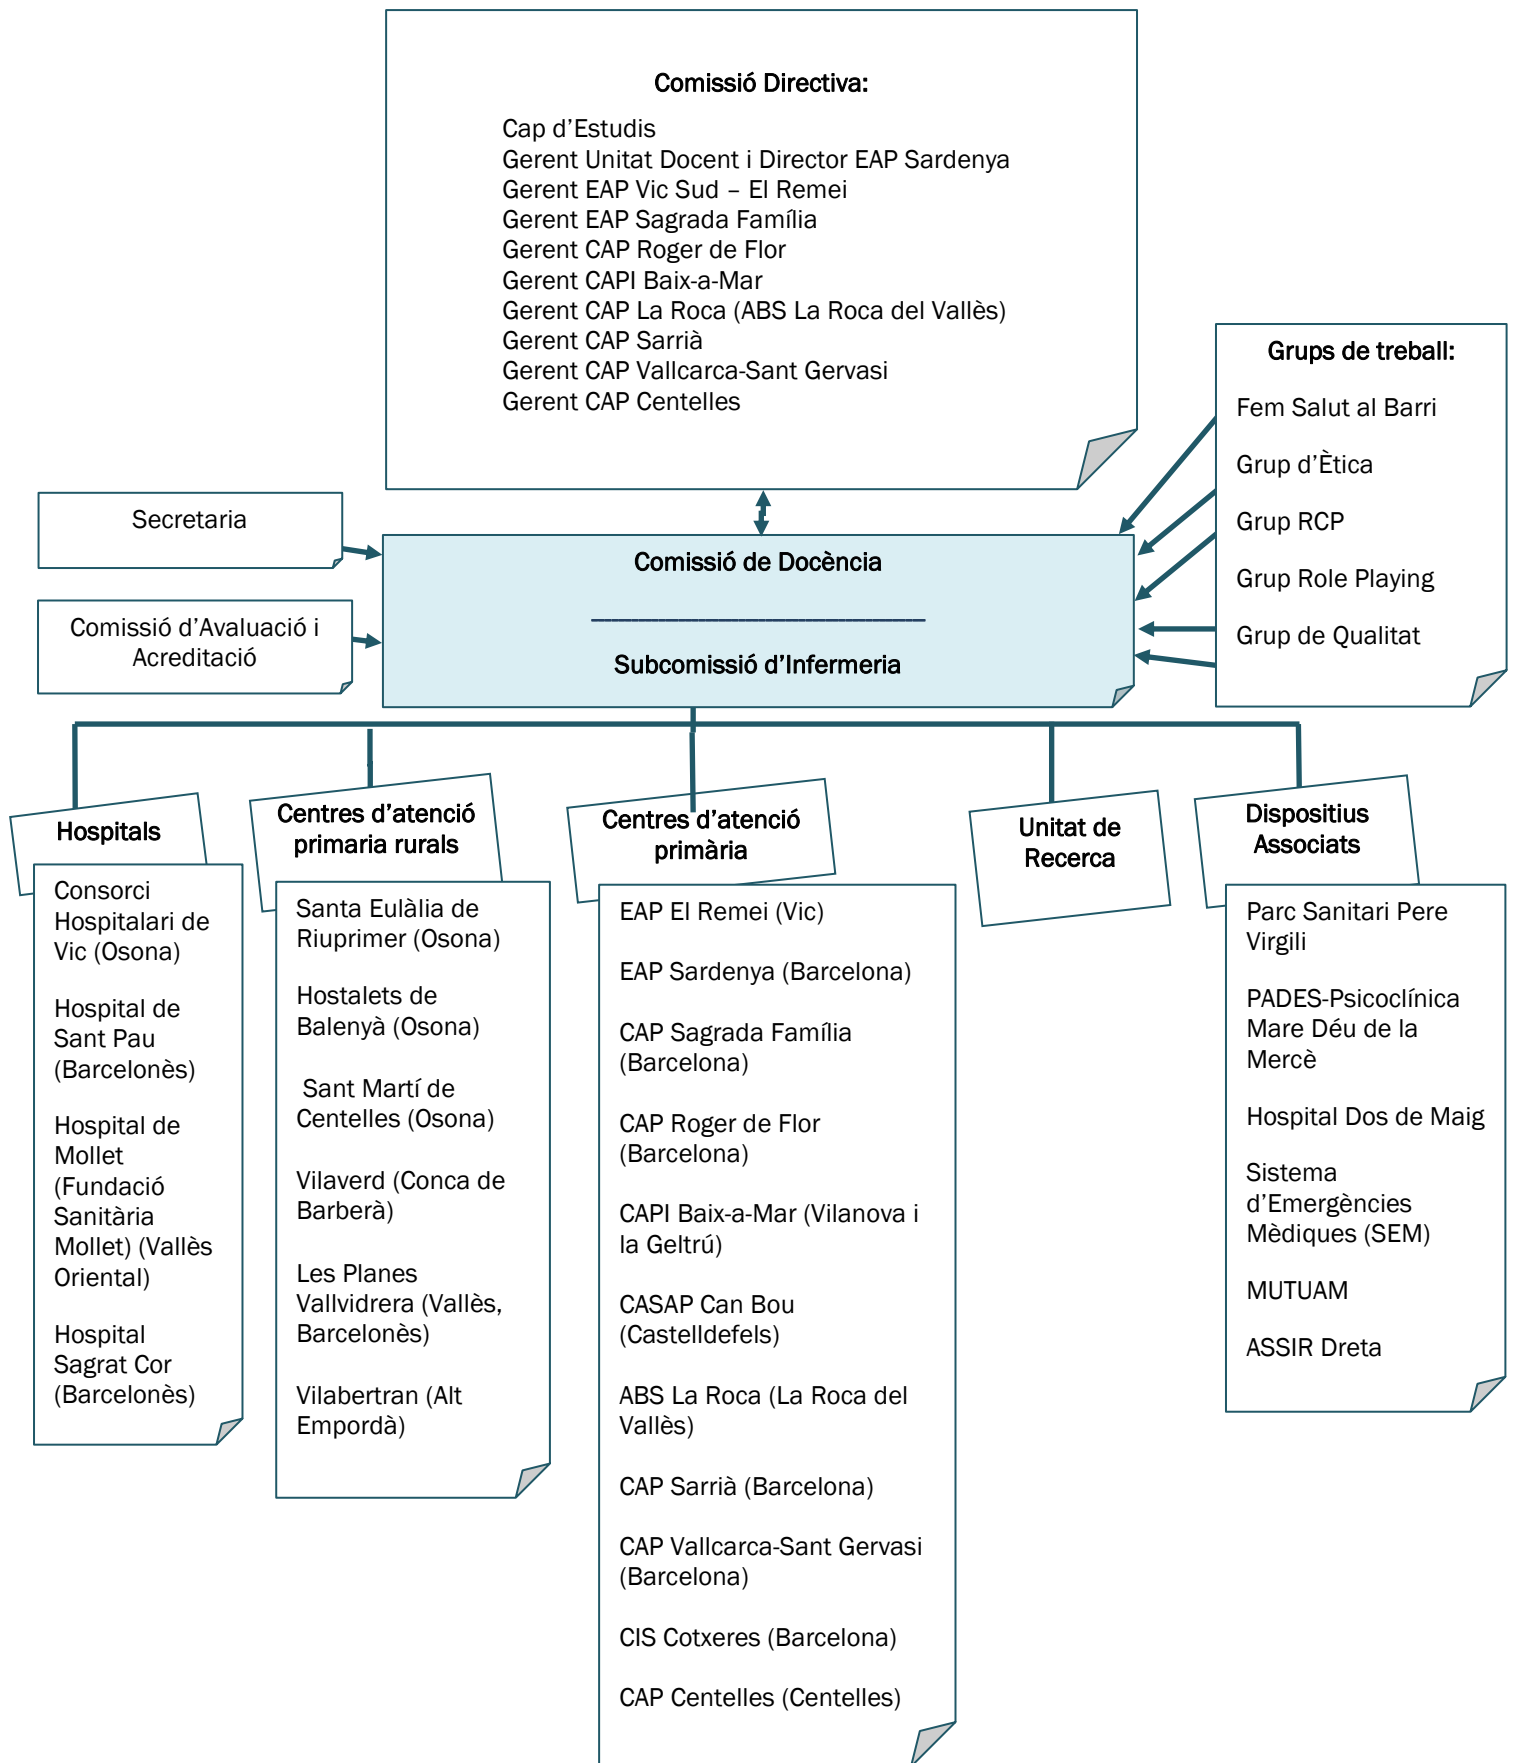 Comissió Directiva:
Cap d’Estudis
Gerent Unitat Docent i Director EAP Sardenya
Gerent EAP Vic Sud – El Remei
Gerent EAP Sagrada Família
Gerent CAP Roger de Flor
Gerent CAPI Baix-a-Mar
Gerent CAP La Roca (ABS La Roca del Vallès)
Gerent CAP Sarrià
Gerent CAP Vallcarca-Sant Gervasi
Gerent CAP Centelles
Grups de treball:
Fem Salut al Barri
Grup d’Ètica
Grup RCP
Grup Role Playing
Grup de Qualitat
Secretaria
Comissió d’Avaluació i
Acreditació
Comissió de Docència
Subcomissió d’Infermeria
Hospitals
Consorci
Hospitalari de
Vic (Osona)
Hospital de
Sant Pau
(Barcelonès)
Hospital de
Mollet
(Fundació
Sanitària
Mollet) (Vallès
Oriental)
Hospital
Sagrat Cor
(Barcelonès)
Centres d’atenció
primaria rurals
Santa Eulàlia de
Riuprimer (Osona)
Hostalets de
Balenyà (Osona)
Sant Martí de
Centelles (Osona)
Vilaverd (Conca de
Barberà)
Les Planes
Vallvidrera (Vallès,
Barcelonès)
Vilabertran (Alt
Empordà)
Centres d’atenció
primària
EAP El Remei (Vic)
EAP Sardenya (Barcelona)
CAP Sagrada Família
(Barcelona)
CAP Roger de Flor
(Barcelona)
CAPI Baix-a-Mar (Vilanova i
la Geltrú)
CASAP Can Bou
(Castelldefels)
ABS La Roca (La Roca del
Vallès)
CAP Sarrià (Barcelona)
CAP Vallcarca-Sant Gervasi
(Barcelona)
CIS Cotxeres (Barcelona)
CAP Centelles (Centelles)
Unitat de
Recerca
Dispositius
Associats
Parc Sanitari Pere
Virgili
PADES-Psicoclínica
Mare Déu de la
Mercè
Hospital Dos de Maig
Sistema
d’Emergències
Mèdiques (SEM)
MUTUAM
ASSIR Dreta